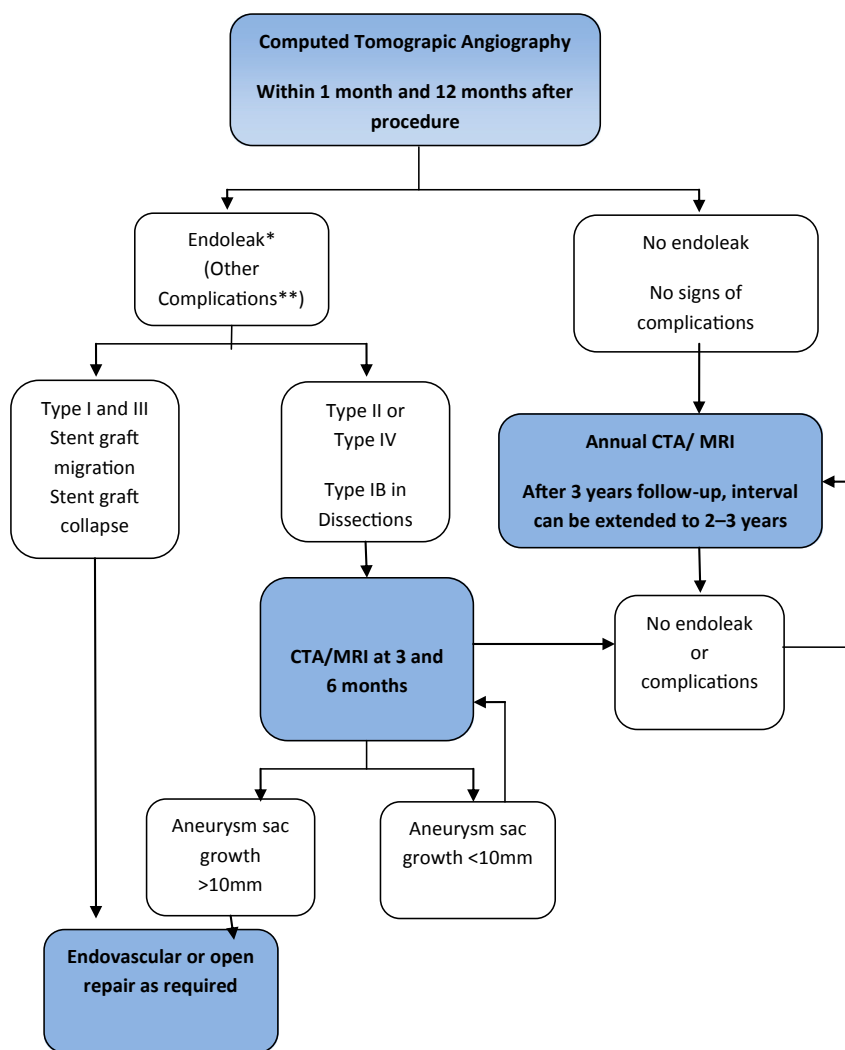 Computed Tomograpic Angiography
Within 1 month and 12 months after
procedure
Endoleak*
(Other
Complications**)
No endoleak
No signs of
complications
Type I and III
Stent graft
migration
Stent graft
collapse
Type II or
Type IV
Type IB in
Dissections
Annual CTA/ MRI
After 3 years follow-up, interval
can be extended to 2–3 years
CTA/MRI at 3 and
6 months
No endoleak
or
complications
Aneurysm sac
growth
>10mm
Aneurysm sac
growth <10mm
Endovascular or open
repair as required